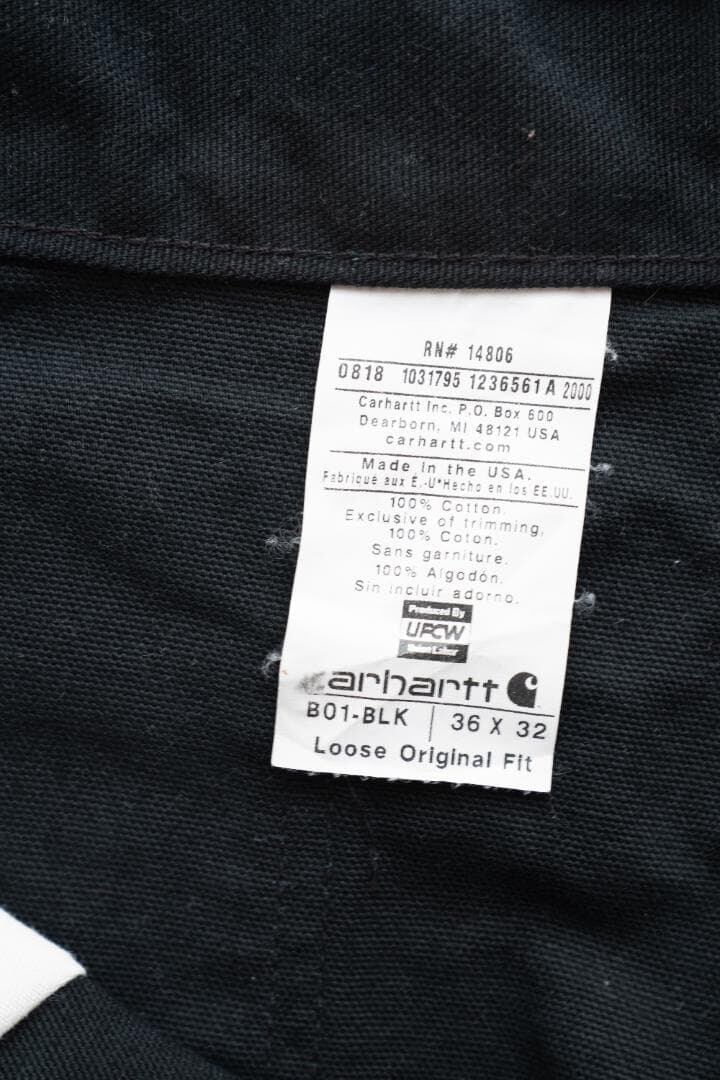 RN# 14806
0818 1031795 1236561 A 2000
Carhartt Inc. P.O. Box 600
Dearborn, MI 48121 USA
carhartt.com
Made in the USA.
Fabriqué aux É.-U*Hecho en los EE.UU.
100% Cotton.
Exclusive of trimming.
100% Coton.
Sans garniture.
100% Algodón.
Sin incluir adorno.
Produced By
UFCW
Union Labor
carhartt
B01-BLK 36 X 32
Loose Original Fit